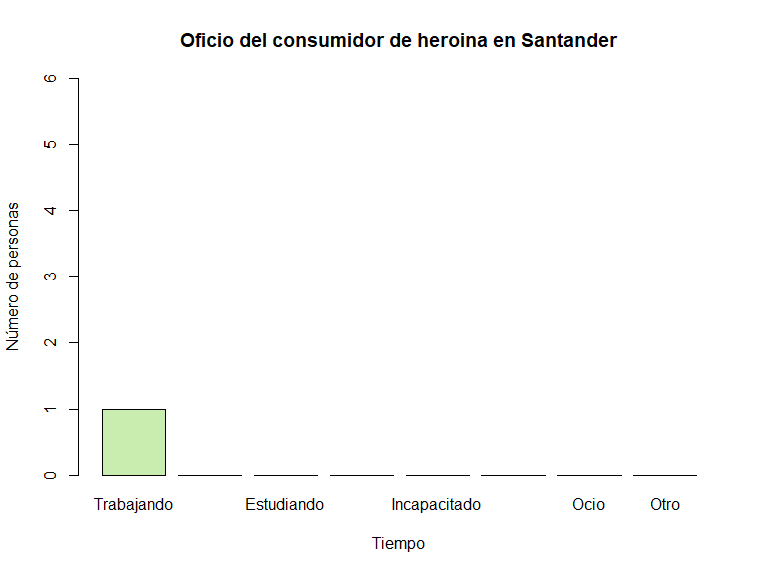 Oficio del consumidor de heroina en Santander
Número de personas
6
5
4
3
2
1
0
Trabajando Estudiando Incapacitado Ocio Otro
Tiempo